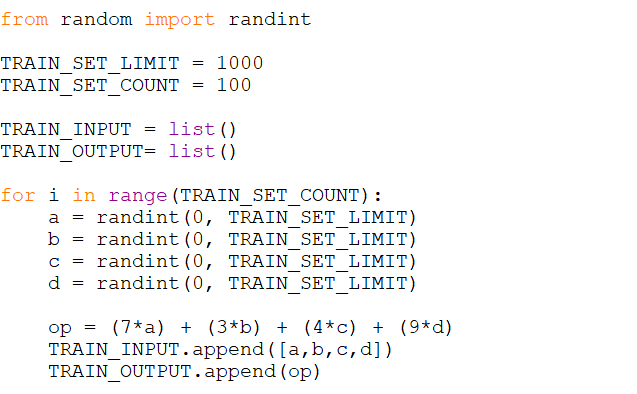 from random import randint
TRAIN_SET_LIMIT = 1000
TRAIN_SET_COUNT = 100
TRAIN_INPUT = list()
TRAIN_OUTPUT= list()
for i in range(TRAIN_SET_COUNT):
    a = randint(0, TRAIN_SET_LIMIT)
    b = randint(0, TRAIN_SET_LIMIT)
    c = randint(0, TRAIN_SET_LIMIT)
    d = randint(0, TRAIN_SET_LIMIT)
    op = (7*a) + (3*b) + (4*c) + (9*d)
    TRAIN_INPUT.append([a,b,c,d])
    TRAIN_OUTPUT.append(op)